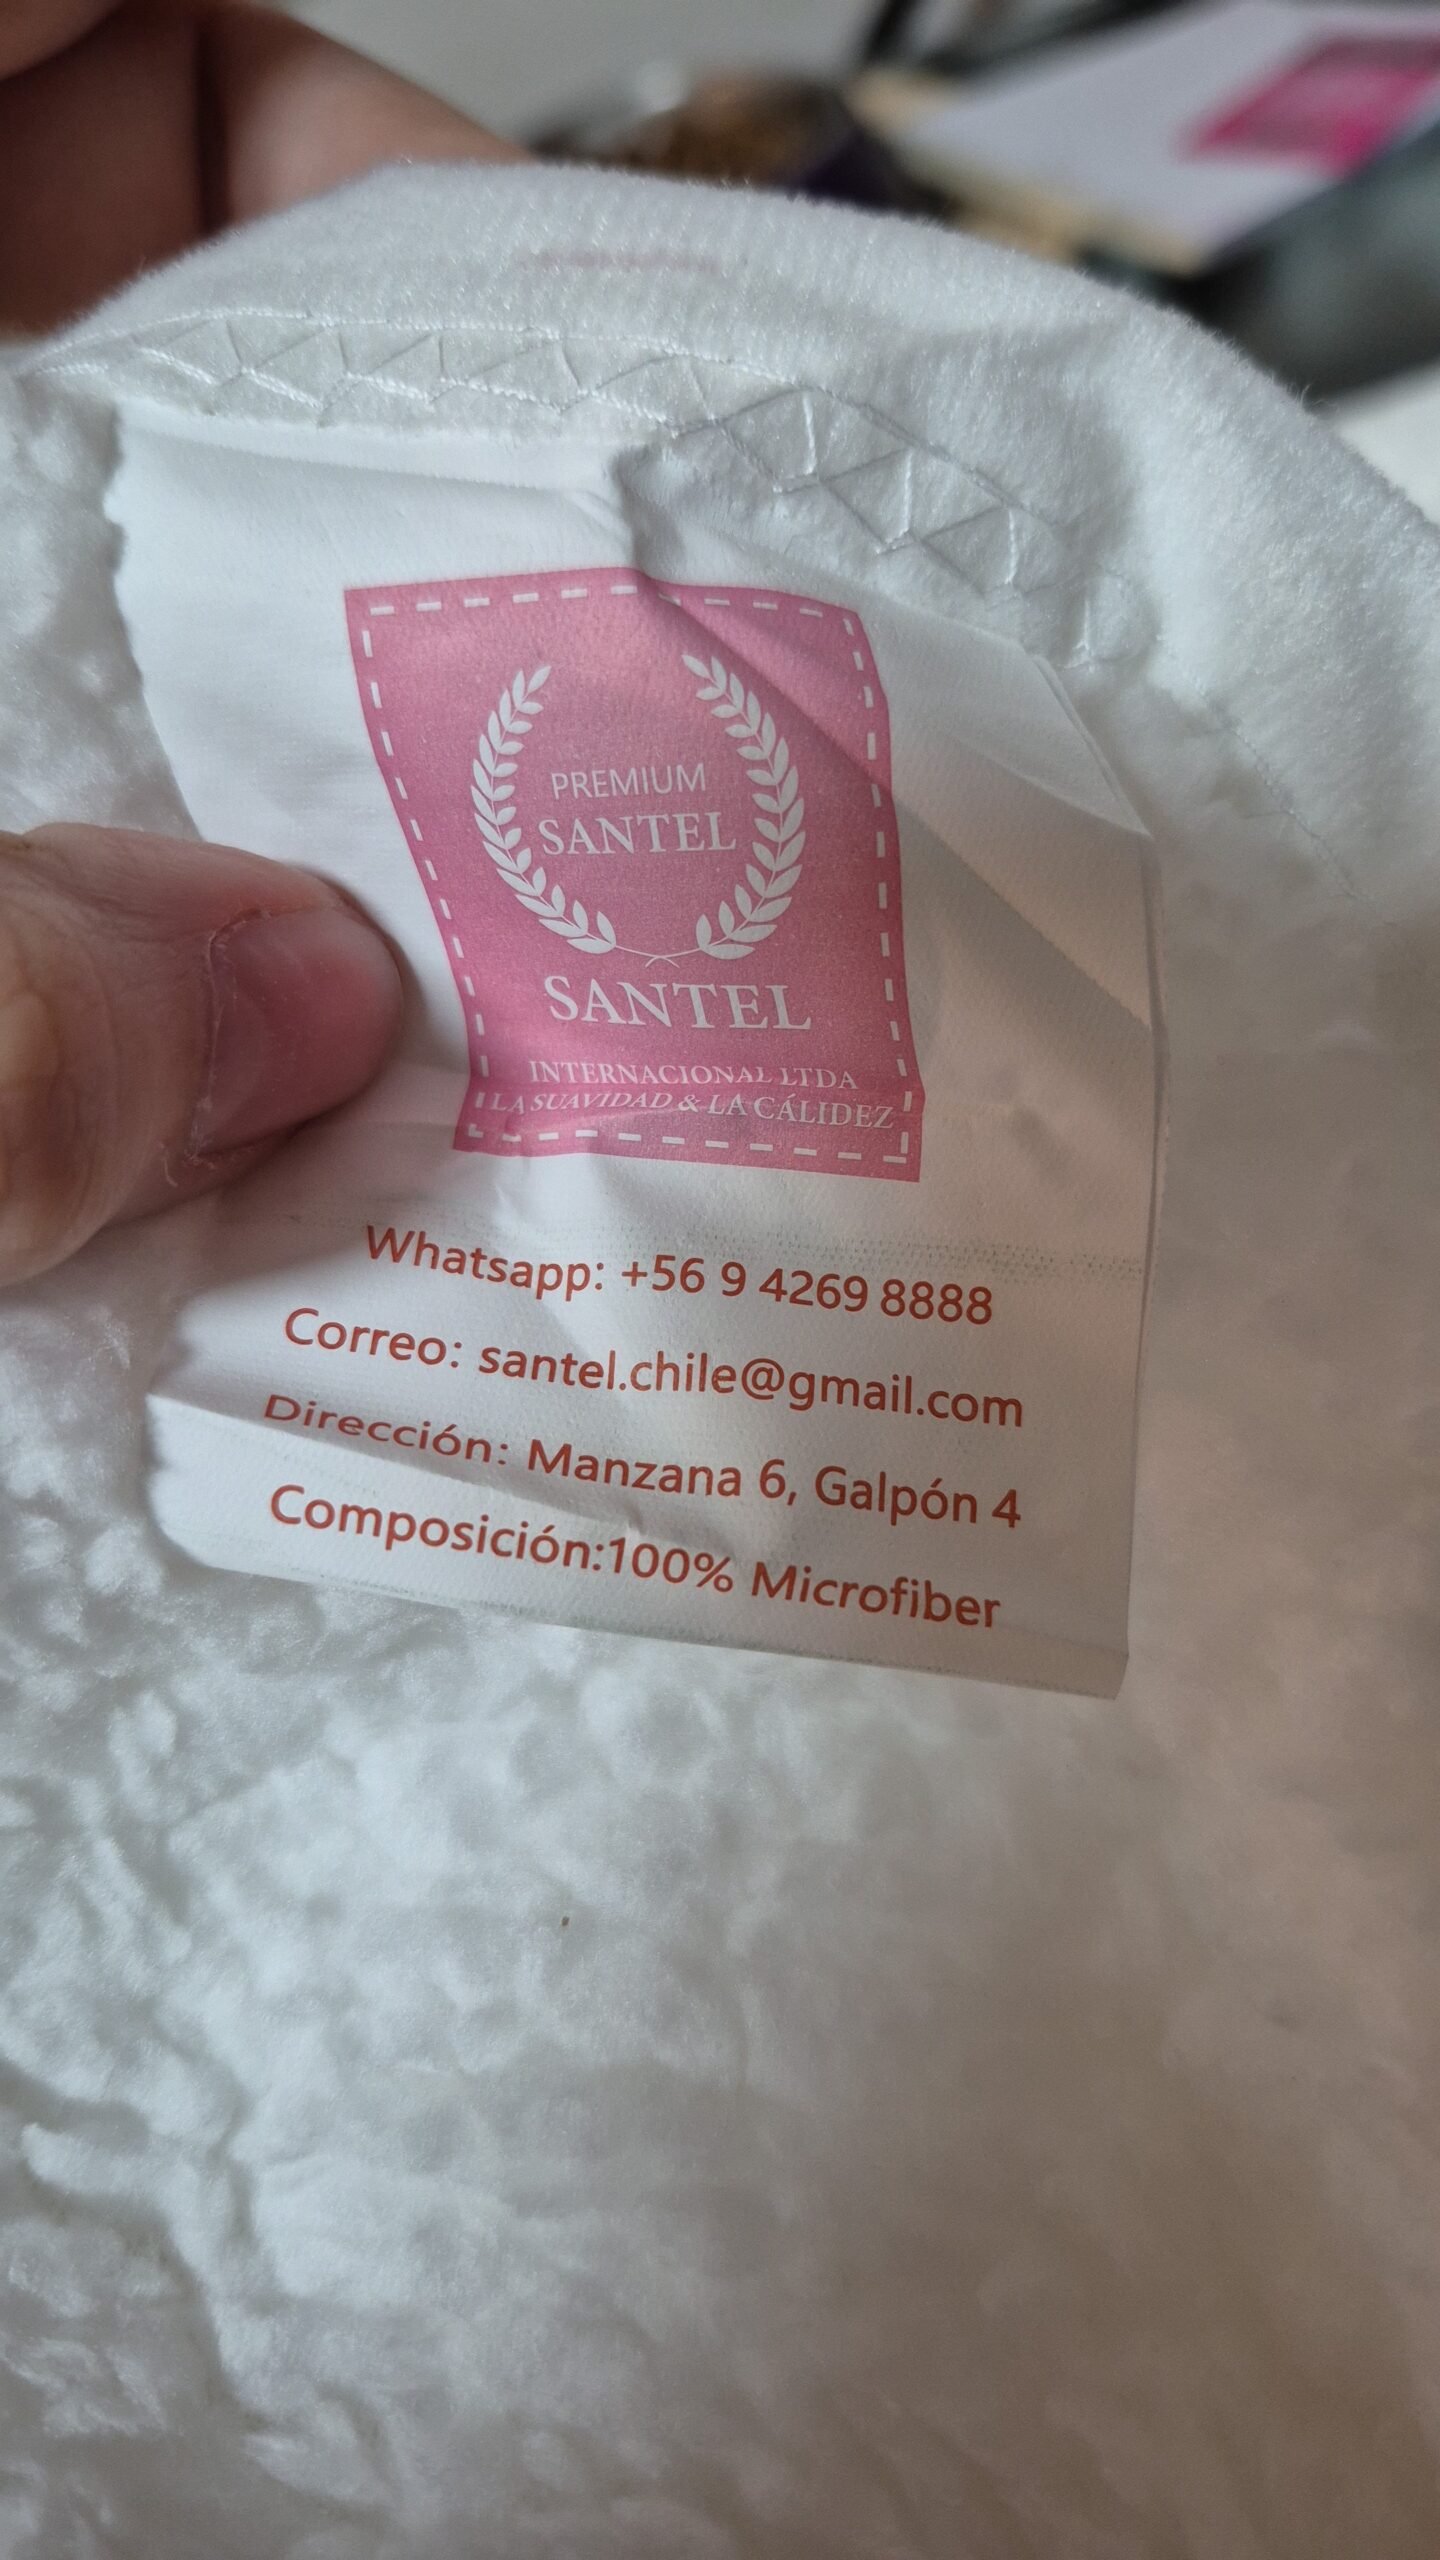 PREMIUM
SANTEL
SANTEL
INTERNACIONAL LTDA
LA SUAVIDAD & LA CÁLIDEZ
Whatsapp: +56 9 4269 8888
Correo: santel.chile@gmail.com
Dirección: Manzana 6, Galpón 4
Composición:100% Microfiber